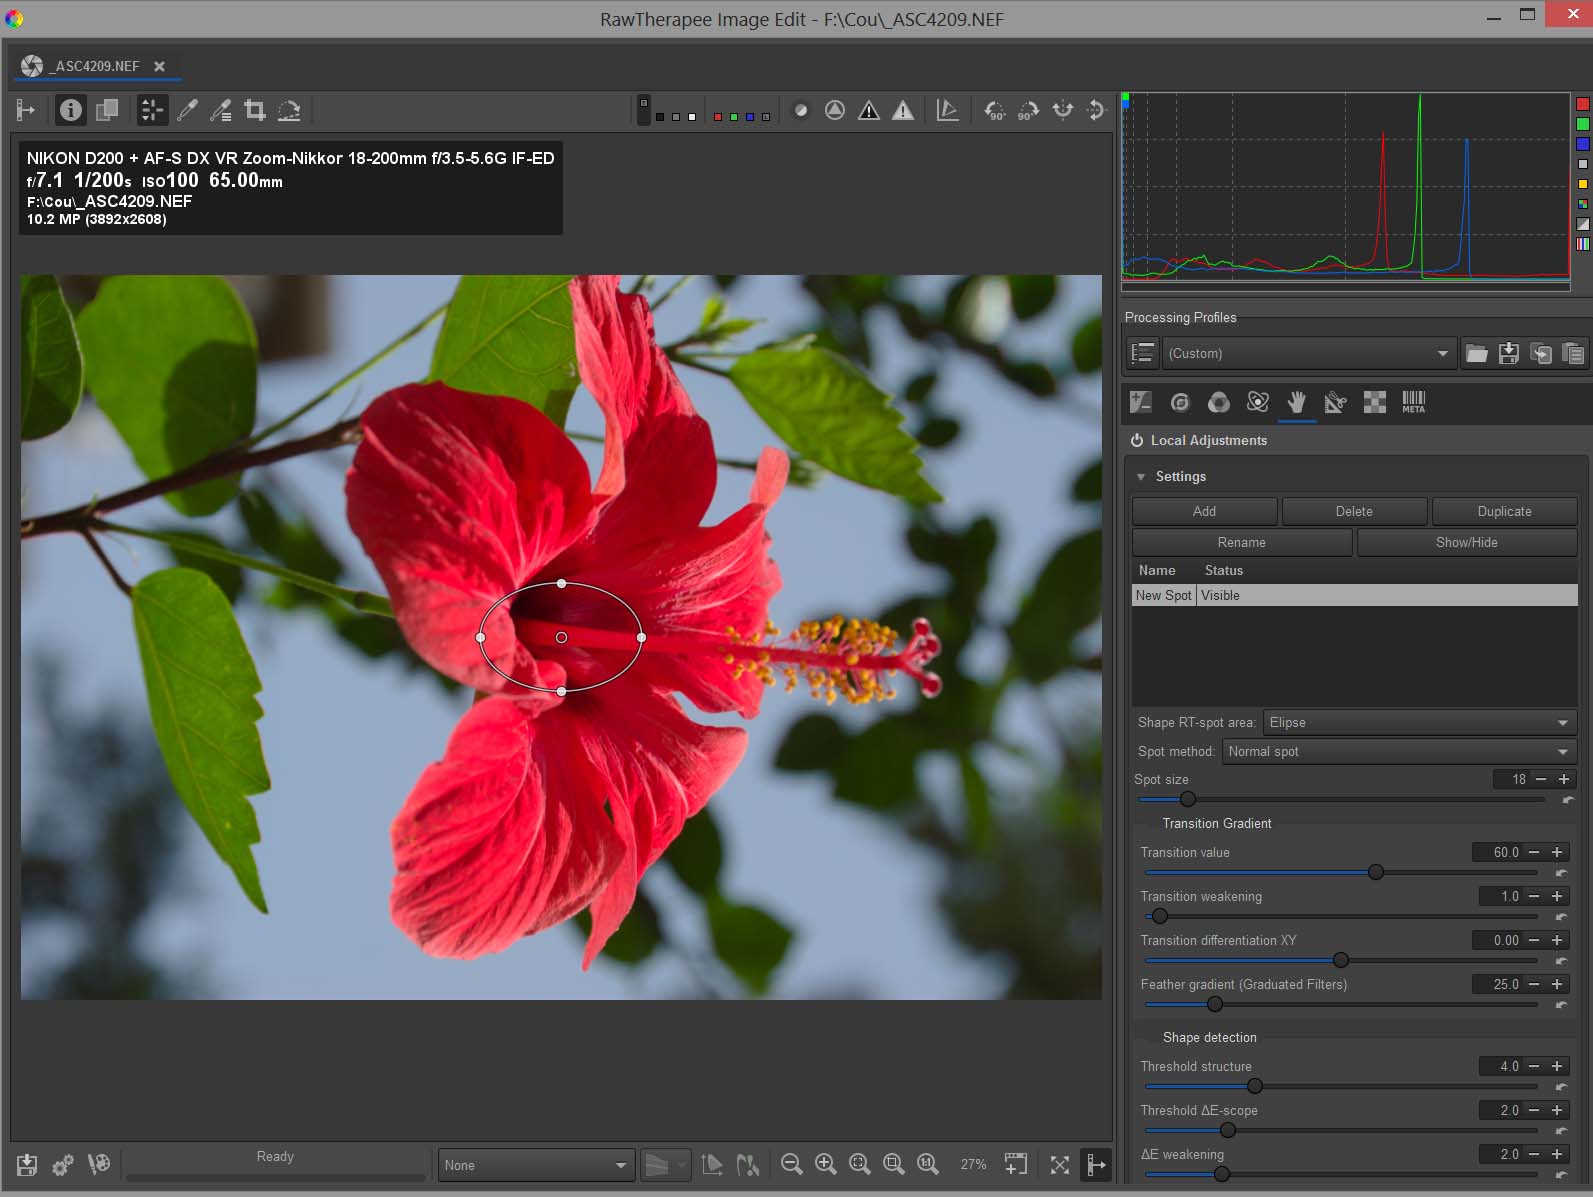 RawTherapee Image Edit - F:\Cou\_ASC4209.NEF
_ASC4209.NEF
90°
90°
NIKON D200 + AF-S DX VR Zoom-Nikkor 18-200mm f/3.5-5.6G IF-ED
f/7.1 1/200s ISO100 65.00mm
F:\Cou\_ASC4209.NEF
10.2 MP (3892x2608)
Processing Profiles
(Custom)
META
Local Adjustments
Settings
Add Delete Duplicate
Rename Show/Hide
Name Status
New Spot Visible
Shape RT-spot area: Elipse
Spot method: Normal spot
Spot size 18
Transition Gradient
Transition value 60.0
Transition weakening 1.0
Transition differentiation XY 0.00
Feather gradient (Graduated Filters) 25.0
Shape detection
Threshold structure 4.0
Threshold ΔE-scope 2.0
ΔE weakening 2.0
Ready
None
1:1
27%